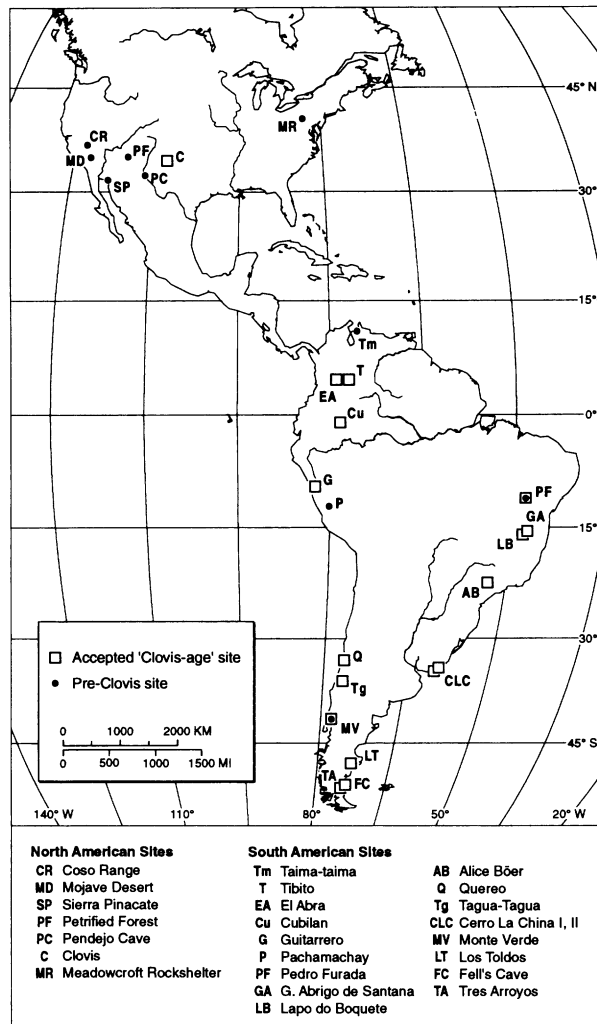 45° N
MR
CR
MD
PF
C
SP
PC
30°
15°
Tm
T
EA
Cu
0°
G
P
PF
GA
15°
LB
AB
30°
Q
CLC
Tg
MV
45° S
LT
TA
FC
□ Accepted 'Clovis-age' site
• Pre-Clovis site
0 1000 2000 KM
0 500 1000 1500 MI
140° W 110° 80° 50° 20° W
North American Sites
CR Coso Range
MD Mojave Desert
SP Sierra Pinacate
PF Petrified Forest
PC Pendejo Cave
C Clovis
MR Meadowcroft Rockshelter
South American Sites
Tm Taima-taima
T Tibito
EA El Abra
Cu Cubilan
G Guitarrero
P Pachamachay
PF Pedro Furada
GA G. Abrigo de Santana
LB Lapo do Boquete
AB Alice Böer
Q Quereo
Tg Tagua-Tagua
CLC Cerro La China I, II
MV Monte Verde
LT Los Toldos
FC Fell's Cave
TA Tres Arroyos